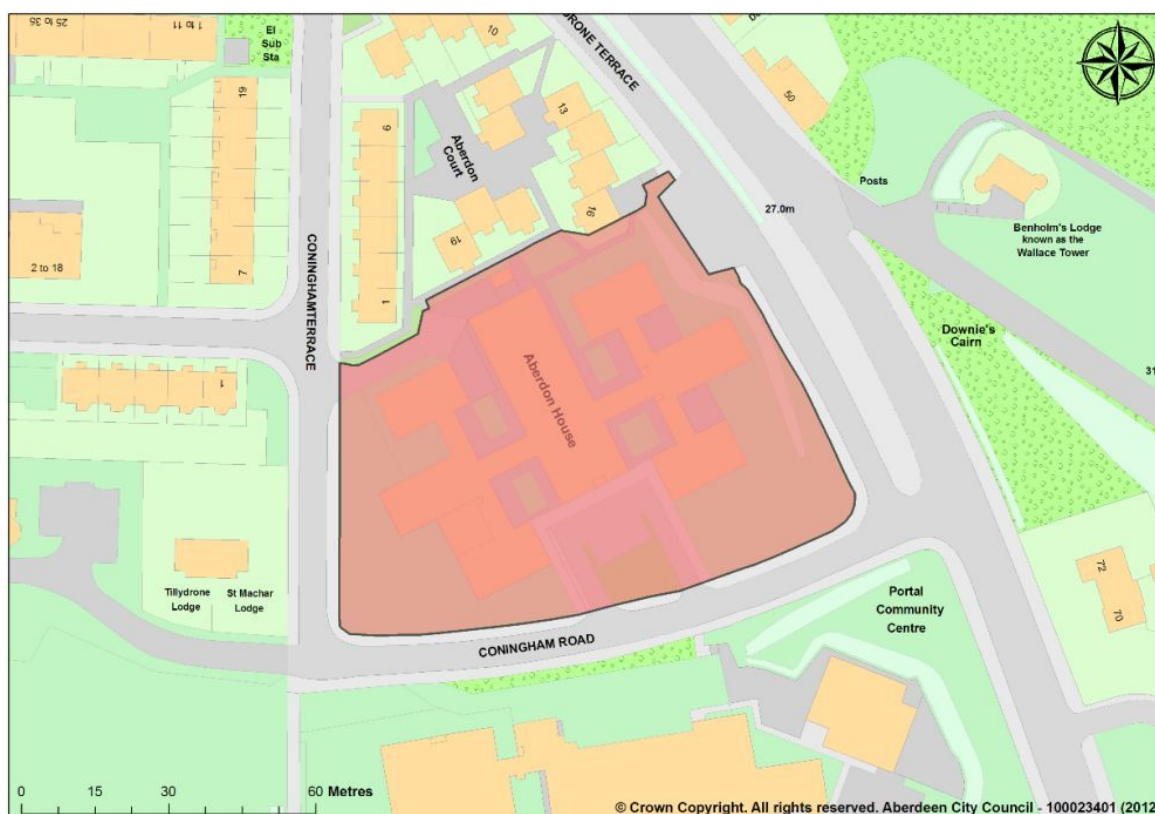 25 to 35
1 to 11
El
Sub
Sta
10
DRONE TERRACE
50
19
9
13
Aberdon
Court
Posts
27.0m
Benholm's Lodge
known as the
Wallace Tower
16
19
2 to 18
7
1
CONINGHAMTERRACE
Downie's
Cairn
31
Aberdon House
1
Tillydrone
Lodge
St Machar
Lodge
72
70
Portal
Community
Centre
CONINGHAM ROAD
0 15 30 60 Metres
© Crown Copyright. All rights reserved. Aberdeen City Council - 100023401 (2012